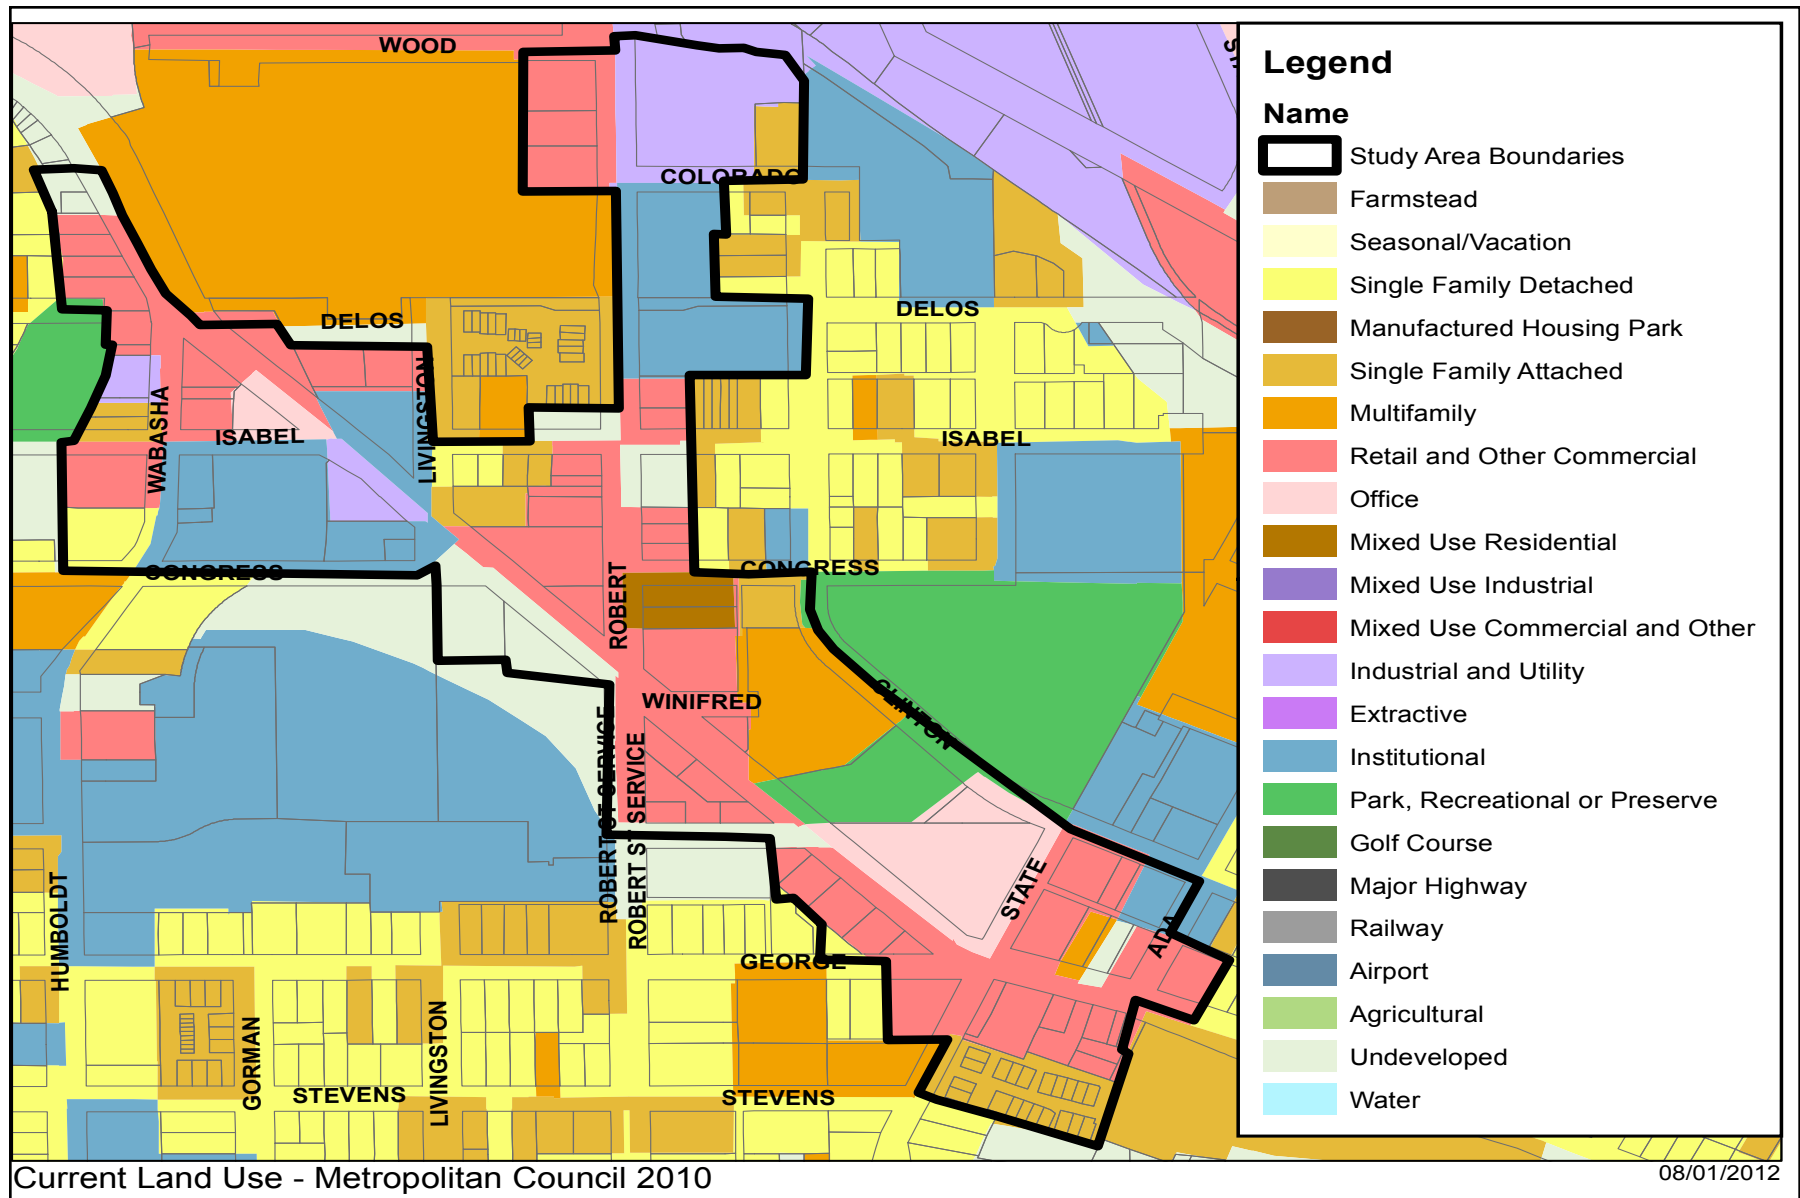 WOOD
COLORADO
DELOS
DELOS
WABASHA
ISABEL
LIVINGSTON
ISABEL
CONGRESS
CONGRESS
ROBERT
WINIFRED
CLINTON
ROBERT ST SERVICE
ROBERT ST SERVICE
STATE
ADA
HUMBOLDT
GEORGE
GORMAN
LIVINGSTON
STEVENS
STEVENS
Legend
Name
Study Area Boundaries
Farmstead
Seasonal/Vacation
Single Family Detached
Manufactured Housing Park
Single Family Attached
Multifamily
Retail and Other Commercial
Office
Mixed Use Residential
Mixed Use Industrial
Mixed Use Commercial and Other
Industrial and Utility
Extractive
Institutional
Park, Recreational or Preserve
Golf Course
Major Highway
Railway
Airport
Agricultural
Undeveloped
Water
Current Land Use - Metropolitan Council 2010
08/01/2012